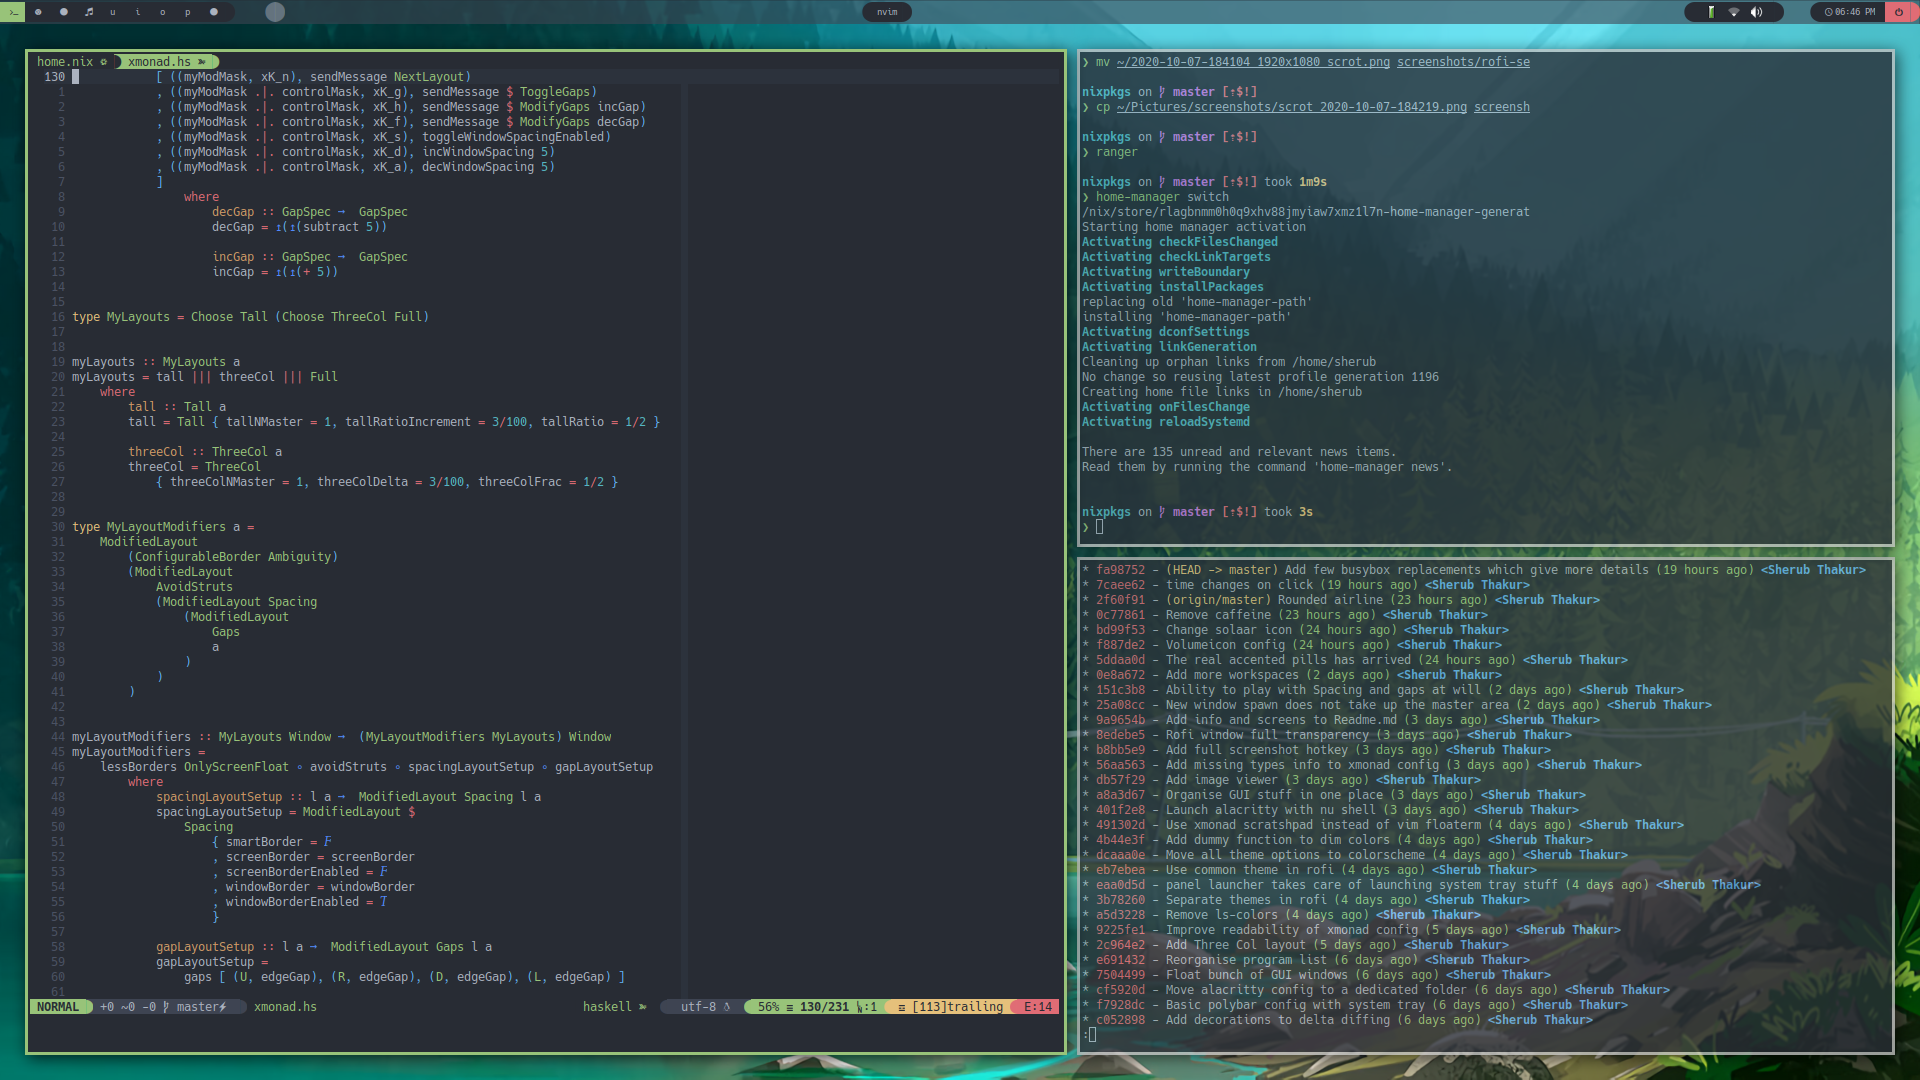 >_ u i o p nvim 06:46 PM
home.nix xmonad.hs
130 [ ((myModMask, xK_n), sendMessage NextLayout)
1 , ((myModMask .|. controlMask, xK_g), sendMessage $ ToggleGaps)
2 , ((myModMask .|. controlMask, xK_h), sendMessage $ ModifyGaps incGap)
3 , ((myModMask .|. controlMask, xK_f), sendMessage $ ModifyGaps decGap)
4 , ((myModMask .|. controlMask, xK_s), toggleWindowSpacingEnabled)
5 , ((myModMask .|. controlMask, xK_d), incWindowSpacing 5)
6 , ((myModMask .|. controlMask, xK_a), decWindowSpacing 5)
7 ]
8 where
9 decGap :: GapSpec → GapSpec
10 decGap = ↥(↥(subtract 5))
11
12 incGap :: GapSpec → GapSpec
13 incGap = ↥(↥(+ 5))
14
15
16 type MyLayouts = Choose Tall (Choose ThreeCol Full)
17
18
19 myLayouts :: MyLayouts a
20 myLayouts = tall ||| threeCol ||| Full
21 where
22 tall :: Tall a
23 tall = Tall { tallNMaster = 1, tallRatioIncrement = 3/100, tallRatio = 1/2 }
24
25 threeCol :: ThreeCol a
26 threeCol = ThreeCol
27 { threeColNMaster = 1, threeColDelta = 3/100, threeColFrac = 1/2 }
28
29
30 type MyLayoutModifiers a =
31 ModifiedLayout
32 (ConfigurableBorder Ambiguity)
33 (ModifiedLayout
34 AvoidStruts
35 (ModifiedLayout Spacing
36 (ModifiedLayout
37 Gaps
38 a
39 )
40 )
41 )
42
43
44 myLayoutModifiers :: MyLayouts Window → (MyLayoutModifiers MyLayouts) Window
45 myLayoutModifiers =
46 lessBorders OnlyScreenFloat ∘ avoidStruts ∘ spacingLayoutSetup ∘ gapLayoutSetup
47 where
48 spacingLayoutSetup :: l a → ModifiedLayout Spacing l a
49 spacingLayoutSetup = ModifiedLayout $
50 Spacing
51 { smartBorder = F
52 , screenBorder = screenBorder
53 , screenBorderEnabled = F
54 , windowBorder = windowBorder
55 , windowBorderEnabled = T
56 }
57
58 gapLayoutSetup :: l a → ModifiedLayout Gaps l a
59 gapLayoutSetup =
60 gaps [ (U, edgeGap), (R, edgeGap), (D, edgeGap), (L, edgeGap) ]
61
NORMAL +0 ~0 -0 master xmonad.hs haskell utf-8 56% ≡ 130/231 :1 [113]trailing E:14
❯ mv ~/2020-10-07-184104_1920x1080_scrot.png screenshots/rofi-se
nixpkgs on master [⇡$!]
❯ cp ~/Pictures/screenshots/scrot_2020-10-07-184219.png screensh
nixpkgs on master [⇡$!]
❯ ranger
nixpkgs on master [⇡$!] took 1m9s
❯ home-manager switch
/nix/store/rlagbnmm0h0q9xhv88jmyiaw7xmz1l7n-home-manager-generat
Starting home manager activation
Activating checkFilesChanged
Activating checkLinkTargets
Activating writeBoundary
Activating installPackages
replacing old 'home-manager-path'
installing 'home-manager-path'
Activating dconfSettings
Activating linkGeneration
Cleaning up orphan links from /home/sherub
No change so reusing latest profile generation 1196
Creating home file links in /home/sherub
Activating onFilesChange
Activating reloadSystemd
There are 135 unread and relevant news items.
Read them by running the command 'home-manager news'.
nixpkgs on master [⇡$!] took 3s
❯
* fa98752 - (HEAD -> master) Add few busybox replacements which give more details (19 hours ago) <Sherub Thakur>
* 7caee62 - time changes on click (19 hours ago) <Sherub Thakur>
* 2f60f91 - (origin/master) Rounded airline (23 hours ago) <Sherub Thakur>
* 0c77861 - Remove caffeine (23 hours ago) <Sherub Thakur>
* bd99f53 - Change solaar icon (24 hours ago) <Sherub Thakur>
* f887de2 - Volumeicon config (24 hours ago) <Sherub Thakur>
* 5ddaa0d - The real accented pills has arrived (24 hours ago) <Sherub Thakur>
* 0e8a672 - Add more workspaces (2 days ago) <Sherub Thakur>
* 151c3b8 - Ability to play with Spacing and gaps at will (2 days ago) <Sherub Thakur>
* 25a08cc - New window spawn does not take up the master area (2 days ago) <Sherub Thakur>
* 9a9654b - Add info and screens to Readme.md (3 days ago) <Sherub Thakur>
* 8edebe5 - Rofi window full transparency (3 days ago) <Sherub Thakur>
* b8bb5e9 - Add full screenshot hotkey (3 days ago) <Sherub Thakur>
* 56aa563 - Add missing types info to xmonad config (3 days ago) <Sherub Thakur>
* db57f29 - Add image viewer (3 days ago) <Sherub Thakur>
* a8a3d67 - Organise GUI stuff in one place (3 days ago) <Sherub Thakur>
* 401f2e8 - Launch alacritty with nu shell (3 days ago) <Sherub Thakur>
* 491302d - Use xmonad scratshpad instead of vim floaterm (4 days ago) <Sherub Thakur>
* 4b44e3f - Add dummy function to dim colors (4 days ago) <Sherub Thakur>
* dcaaa0e - Move all theme options to colorscheme (4 days ago) <Sherub Thakur>
* eb7ebea - Use common theme in rofi (4 days ago) <Sherub Thakur>
* eaa0d5d - panel launcher takes care of launching system tray stuff (4 days ago) <Sherub Thakur>
* 3b78260 - Separate themes in rofi (4 days ago) <Sherub Thakur>
* a5d3228 - Remove ls-colors (4 days ago) <Sherub Thakur>
* 9225fe1 - Improve readability of xmonad config (5 days ago) <Sherub Thakur>
* 2c964e2 - Add Three Col layout (5 days ago) <Sherub Thakur>
* e691432 - Reorganise program list (6 days ago) <Sherub Thakur>
* 7504499 - Float bunch of GUI windows (6 days ago) <Sherub Thakur>
* cf5920d - Move alacritty config to a dedicated folder (6 days ago) <Sherub Thakur>
* f7928dc - Basic polybar config with system tray (6 days ago) <Sherub Thakur>
* c052898 - Add decorations to delta diffing (6 days ago) <Sherub Thakur>
: